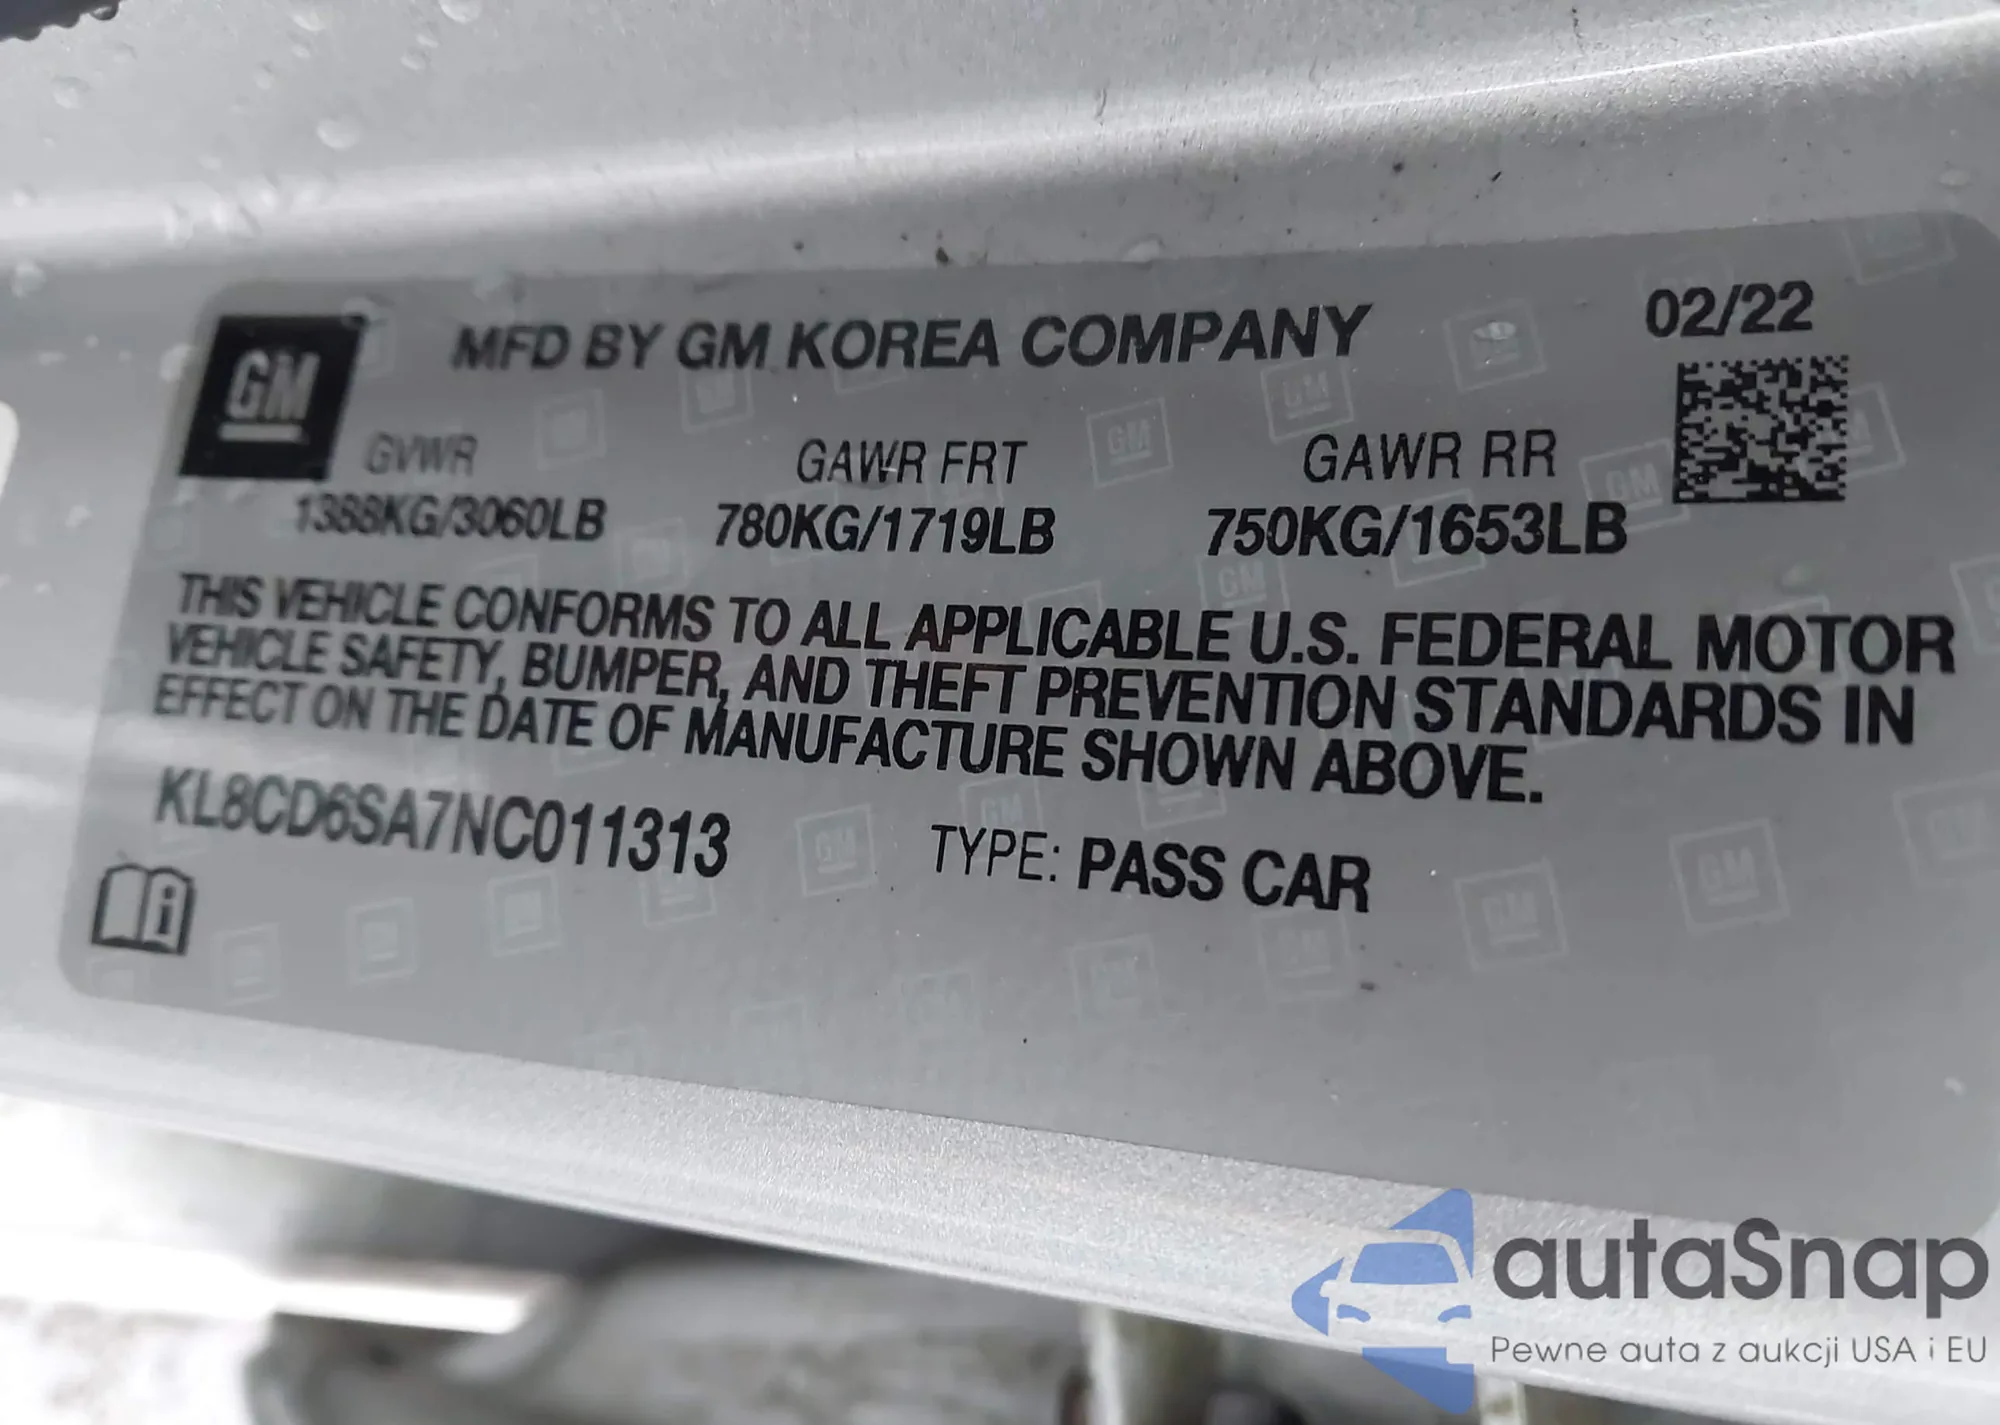 GM
MFD BY GM KOREA COMPANY
02/22
GVWR GAWR FRT GAWR RR
1388KG/3060LB 780KG/1719LB 750KG/1653LB
THIS VEHICLE CONFORMS TO ALL APPLICABLE U.S. FEDERAL MOTOR
VEHICLE SAFETY, BUMPER, AND THEFT PREVENTION STANDARDS IN
EFFECT ON THE DATE OF MANUFACTURE SHOWN ABOVE.
KL8CD6SA7NC011313 TYPE: PASS CAR
autaSnap
Pewne auta z aukcji USA i EU